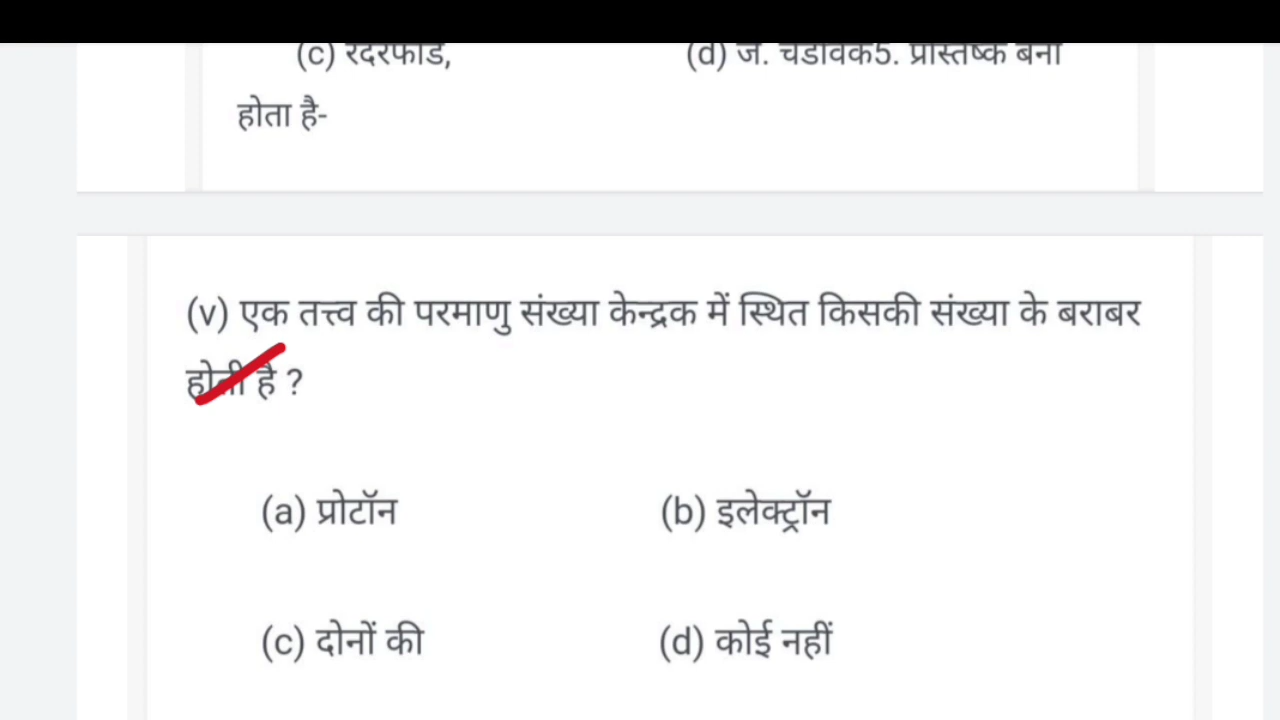 (c) रदरफोर्ड, (d) जे. चैडविक5. प्रास्तष्क बना
होता है-
(v) एक तत्त्व की परमाणु संख्या केन्द्रक में स्थित किसकी संख्या के बराबर
होती है ?
(a) प्रोटॉन (b) इलेक्ट्रॉन
(c) दोनों की (d) कोई नहीं